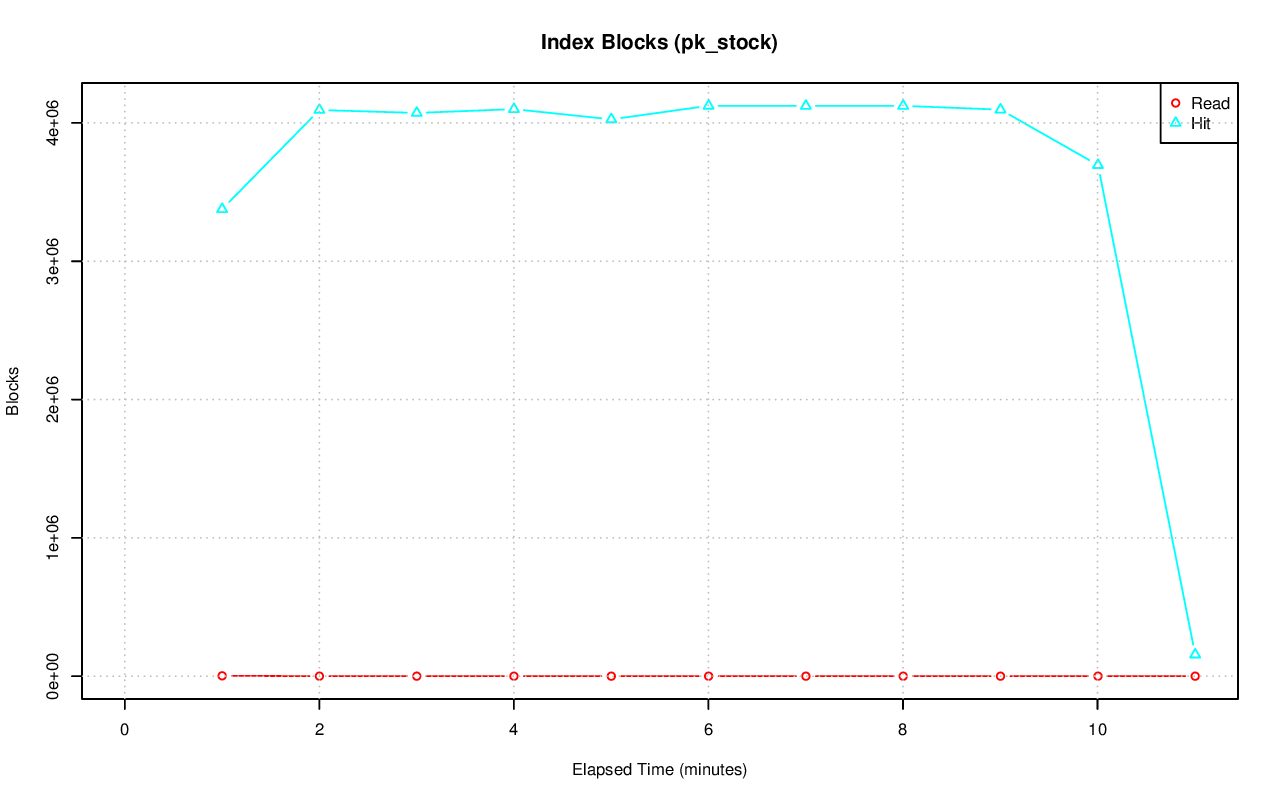 Index Blocks (pk_stock)
Read
Hit
4e+06
3e+06
2e+06
1e+06
0e+00
Blocks
0 2 4 6 8 10
Elapsed Time (minutes)